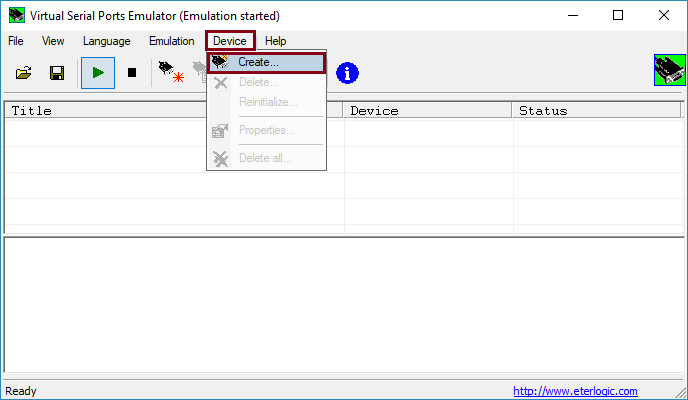 Virtual Serial Ports Emulator (Emulation started)
File View Language Emulation Device Help
Create...
Delete...
Reinitialize...
Properties...
Delete all...
Title Device Status
Ready http://www.eterlogic.com